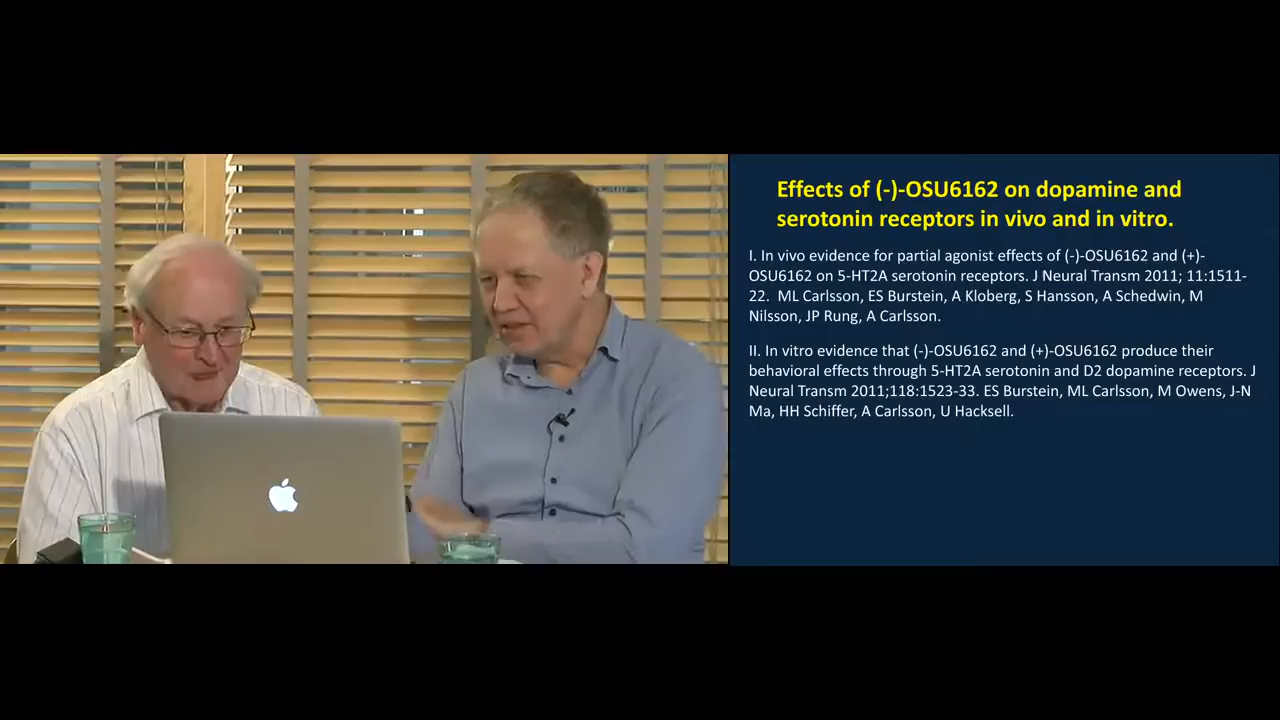 Effects of (-)-OSU6162 on dopamine and
serotonin receptors in vivo and in vitro.
I. In vivo evidence for partial agonist effects of (-)-OSU6162 and (+)-
OSU6162 on 5-HT2A serotonin receptors. J Neural Transm 2011; 11:1511-
22. ML Carlsson, ES Burstein, A Kloberg, S Hansson, A Schedwin, M
Nilsson, JP Rung, A Carlsson.
II. In vitro evidence that (-)-OSU6162 and (+)-OSU6162 produce their
behavioral effects through 5-HT2A serotonin and D2 dopamine receptors. J
Neural Transm 2011;118:1523-33. ES Burstein, ML Carlsson, M Owens, J-N
Ma, HH Schiffer, A Carlsson, U Hacksell.